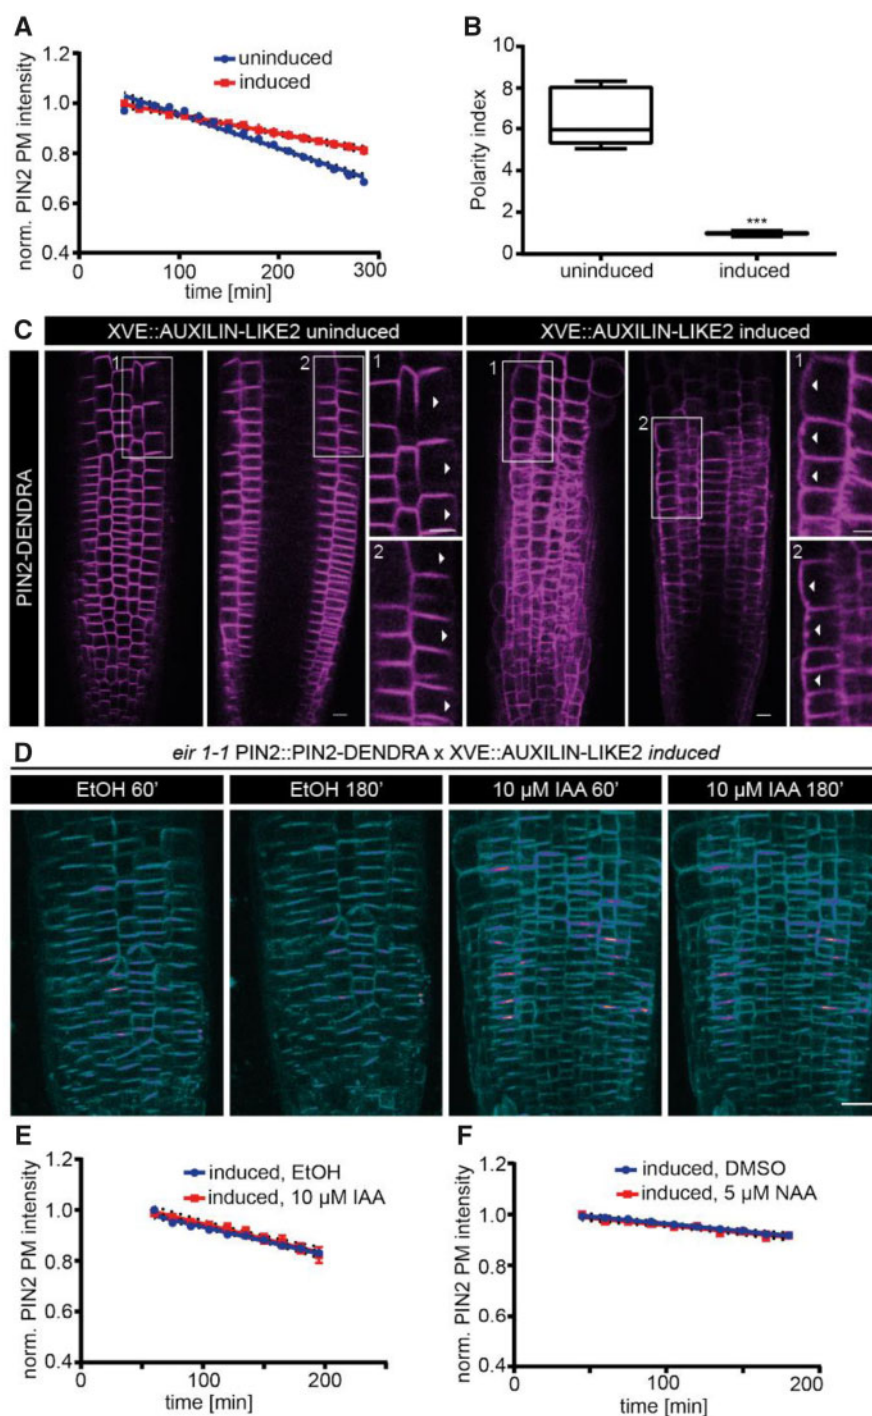 A
1.2
1.0
0.8
0.6
0.4
norm. PIN2 PM intensity
uninduced
induced
0
100
200
300
time [min]
B
10
8
6
4
2
0
Polarity index
***
uninduced
induced
C
XVE::AUXILIN-LIKE2 uninduced
XVE::AUXILIN-LIKE2 induced
PIN2-DENDRA
1
2
1
2
1
2
1
2
D
eir 1-1 PIN2::PIN2-DENDRA x XVE::AUXILIN-LIKE2 induced
EtOH 60'
EtOH 180'
10 µM IAA 60'
10 µM IAA 180'
E
1.2
1.0
0.8
0.6
0.4
norm. PIN2 PM intensity
induced, EtOH
induced, 10 µM IAA
0
100
200
time [min]
F
1.2
1.0
0.8
0.6
0.4
norm. PIN2 PM intensity
induced, DMSO
induced, 5 µM NAA
0
100
200
time [min]